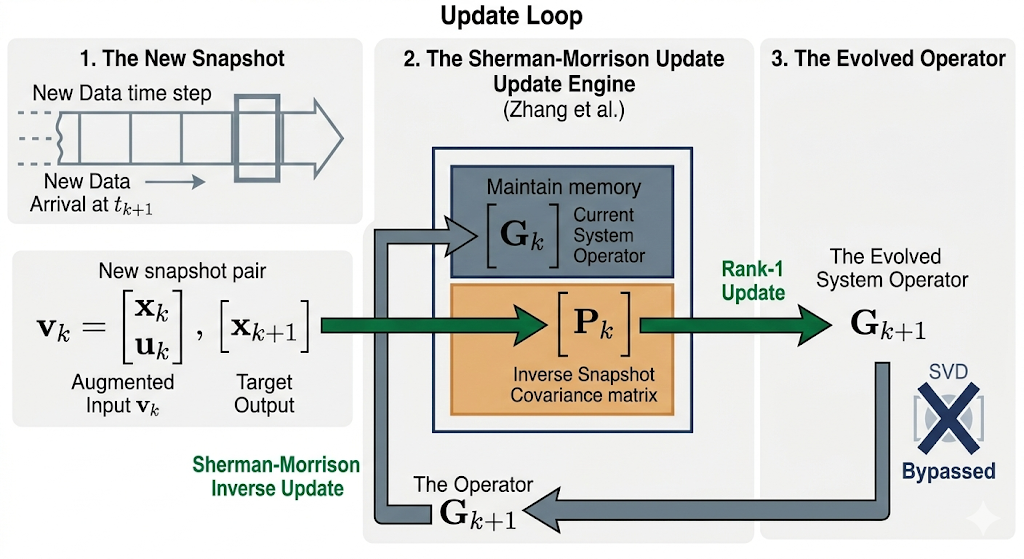 Update Loop
1. The New Snapshot
New Data time step
New Data
Arrival at t_{k+1}
New snapshot pair
v_k = [x_k u_k], [x_{k+1}]
Augmented
Input v_k
Target
Output
2. The Sherman-Morrison Update
Update Engine
(Zhang et al.)
Maintain memory
[G_k]
Current
System
Operator
[P_k]
Inverse Snapshot
Covariance matrix
Sherman-Morrison
Inverse Update
The Operator
G_{k+1}
3. The Evolved Operator
Rank-1
Update
The Evolved
System Operator
G_{k+1}
SVD
Bypassed